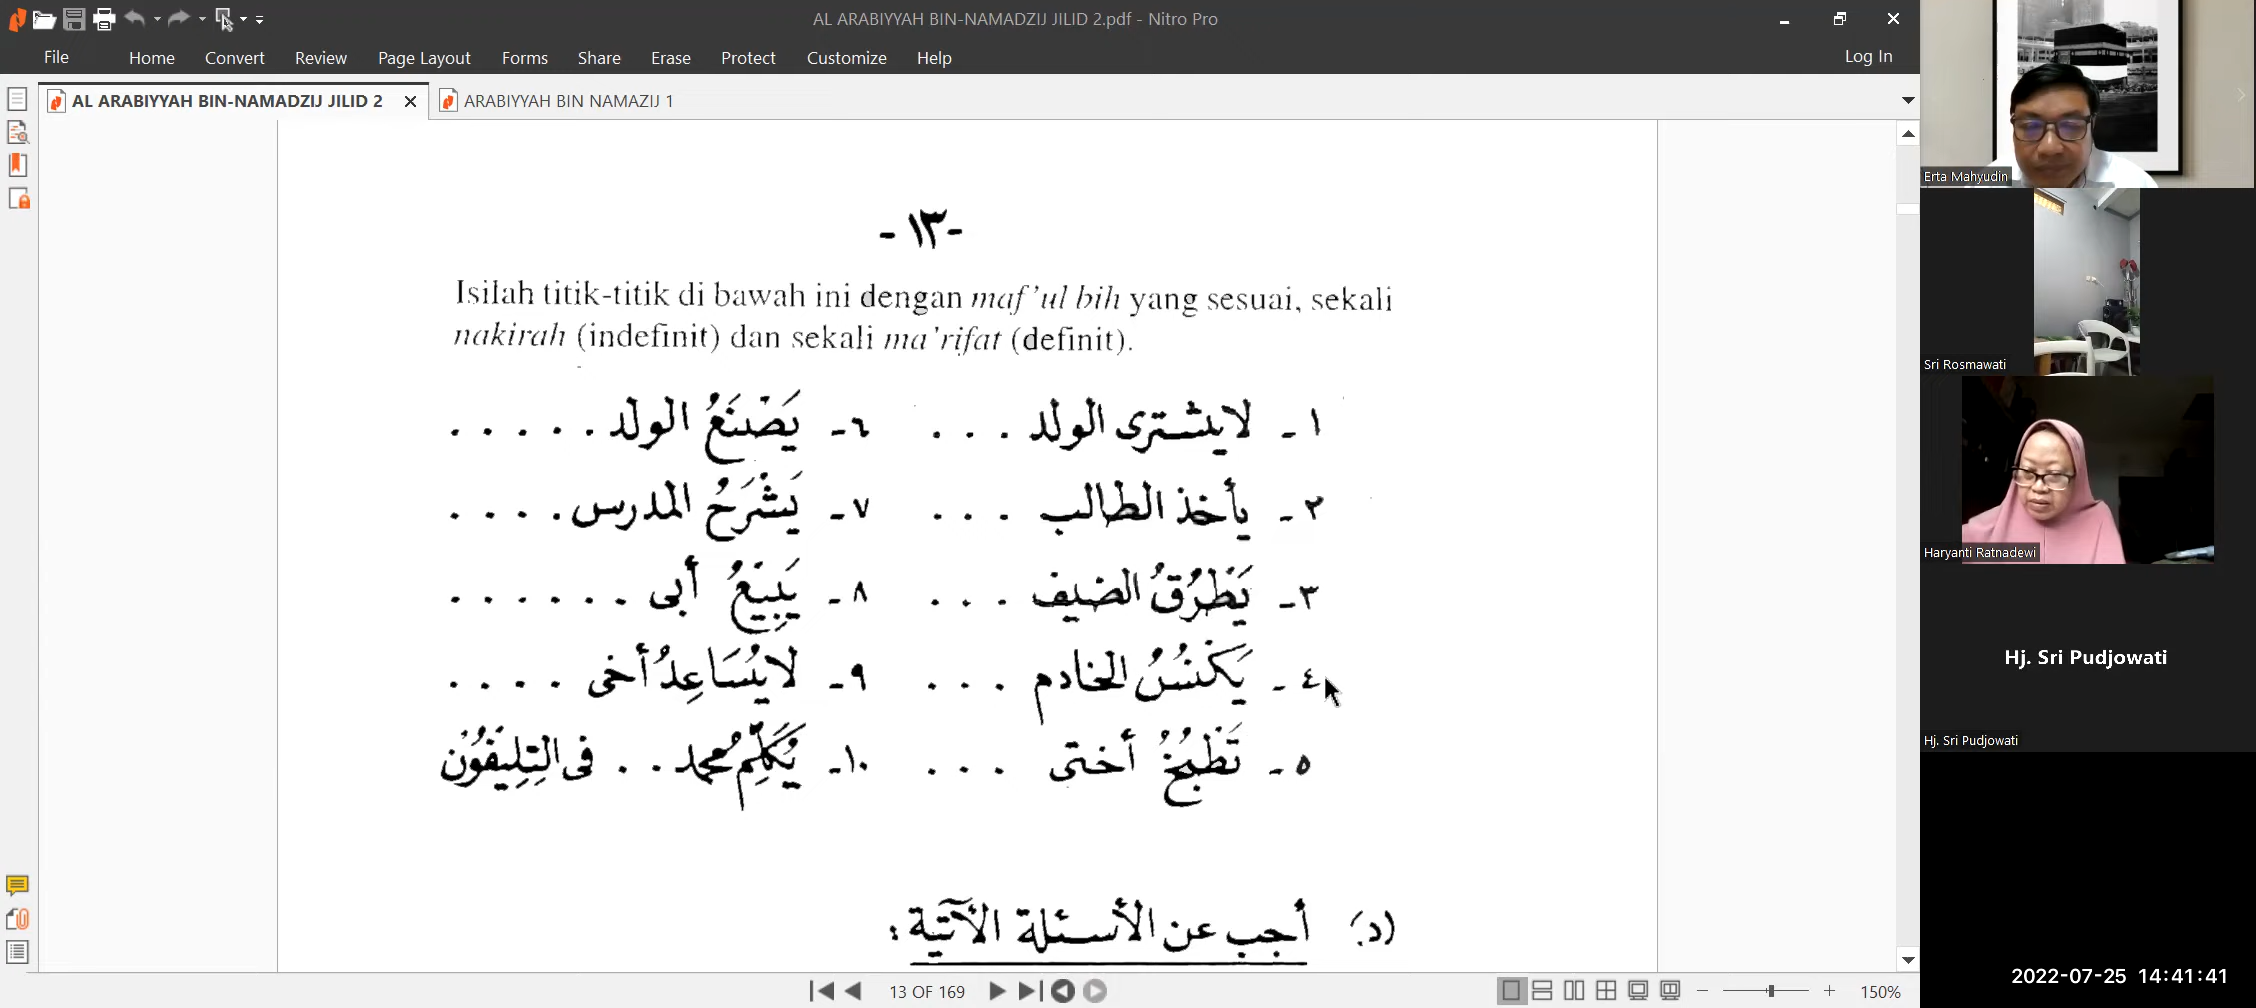 AL ARABIYYAH BIN-NAMADZIJ JILID 2.pdf - Nitro Pro
File Home Convert Review Page Layout Forms Share Erase Protect Customize Help Log In
AL ARABIYYAH BIN-NAMADZIJ JILID 2 ARABIYYAH BIN NAMAZIJ 1
- ١٣-
Isilah titik-titik di bawah ini dengan maf'ul bih yang sesuai, sekali
nakirah (indefinit) dan sekali ma'rifat (definit).
١ - لا يشترى الولد . . .
٦ - يَصْنَعُ الولد . . . . .
٢ - يأخذ الطالب . . .
٧ - يَشْرَحُ المدرس . . . .
٣ - يَطْرُقُ الضيف . . .
٨ - يَبِيْعُ أبى . . . . . .
٤ - يَكْنُسُ الخادم . . .
٩ - لا يُسَاعِدُ أخى . . . .
٥ - تَطْبُخُ أختى . . .
١٠ - يُكَلِّمُ محمد . . فى التِلِيْفُوْن
(د) أجب عن الأسئلة الآتية :
13 OF 169
150%
Erta Mahyudin
Sri Rosmawati
Haryanti Ratnadewi
Hj. Sri Pudjowati
Hj. Sri Pudjowati
2022-07-25 14:41:41